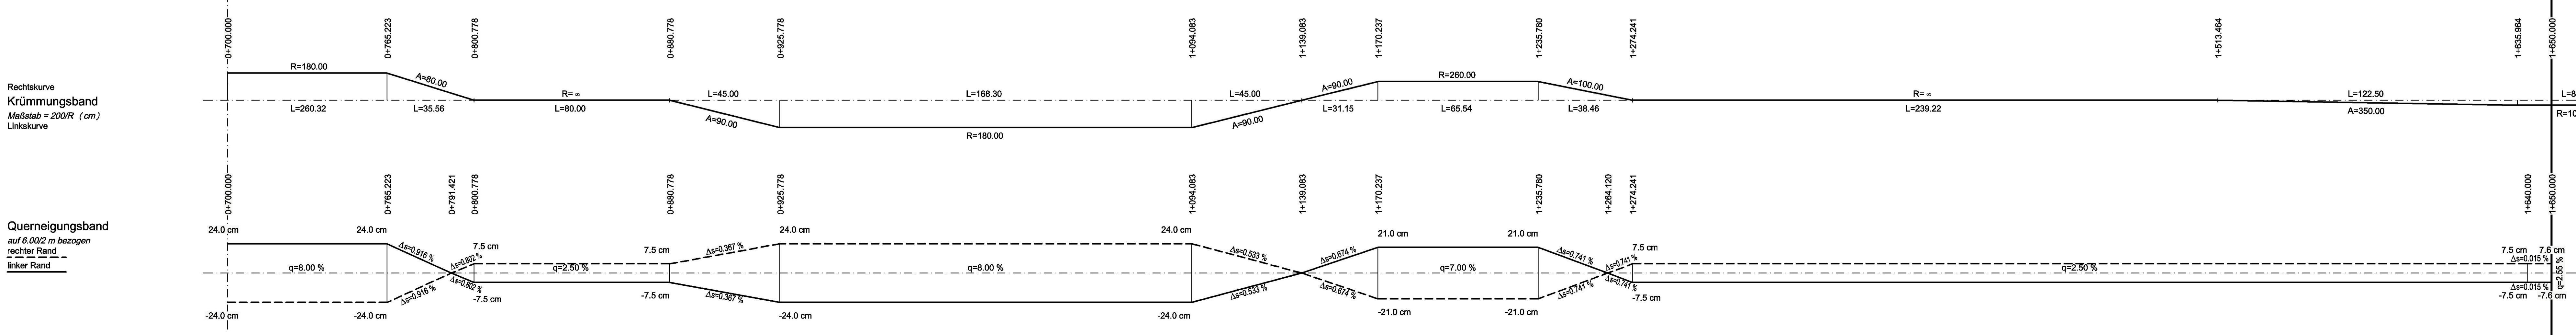 0+700.000
0+765.223
0+800.778
0+880.778
0+925.778
1+094.083
1+139.083
1+170.237
1+235.780
1+274.241
1+513.464
1+635.964
1+650.000
Rechtskurve
Krümmungsband
Maßstab = 200/R ( cm )
Linkskurve
R=180.00
L=260.32
A=80.00
L=35.56
R= ∞
L=80.00
L=45.00
A=90.00
L=168.30
R=180.00
L=45.00
A=90.00
A=90.00
L=31.15
R=260.00
L=65.54
A=100.00
L=38.46
R= ∞
L=239.22
L=122.50
A=350.00
L=8
R=10
0+700.000
0+765.223
0+791.421
0+800.778
0+880.778
0+925.778
1+094.083
1+139.083
1+170.237
1+235.780
1+264.120
1+274.241
1+640.000
1+650.000
Querneigungsband
auf 6.00/2 m bezogen
rechter Rand
linker Rand
24.0 cm
-24.0 cm
q=8.00 %
24.0 cm
-24.0 cm
Δs=0.916 %
Δs=0.916 %
Δs=0.802 %
Δs=0.802 %
7.5 cm
-7.5 cm
q=2.50 %
7.5 cm
-7.5 cm
Δs=0.367 %
Δs=0.367 %
24.0 cm
-24.0 cm
q=8.00 %
24.0 cm
-24.0 cm
Δs=0.533 %
Δs=0.533 %
Δs=0.674 %
Δs=0.674 %
21.0 cm
-21.0 cm
q=7.00 %
21.0 cm
-21.0 cm
Δs=0.741 %
Δs=0.741 %
Δs=0.741 %
Δs=0.741 %
7.5 cm
-7.5 cm
q=2.50 %
7.5 cm
-7.5 cm
Δs=0.015 %
Δs=0.015 %
7.6 cm
-7.6 cm
q=2.55 %